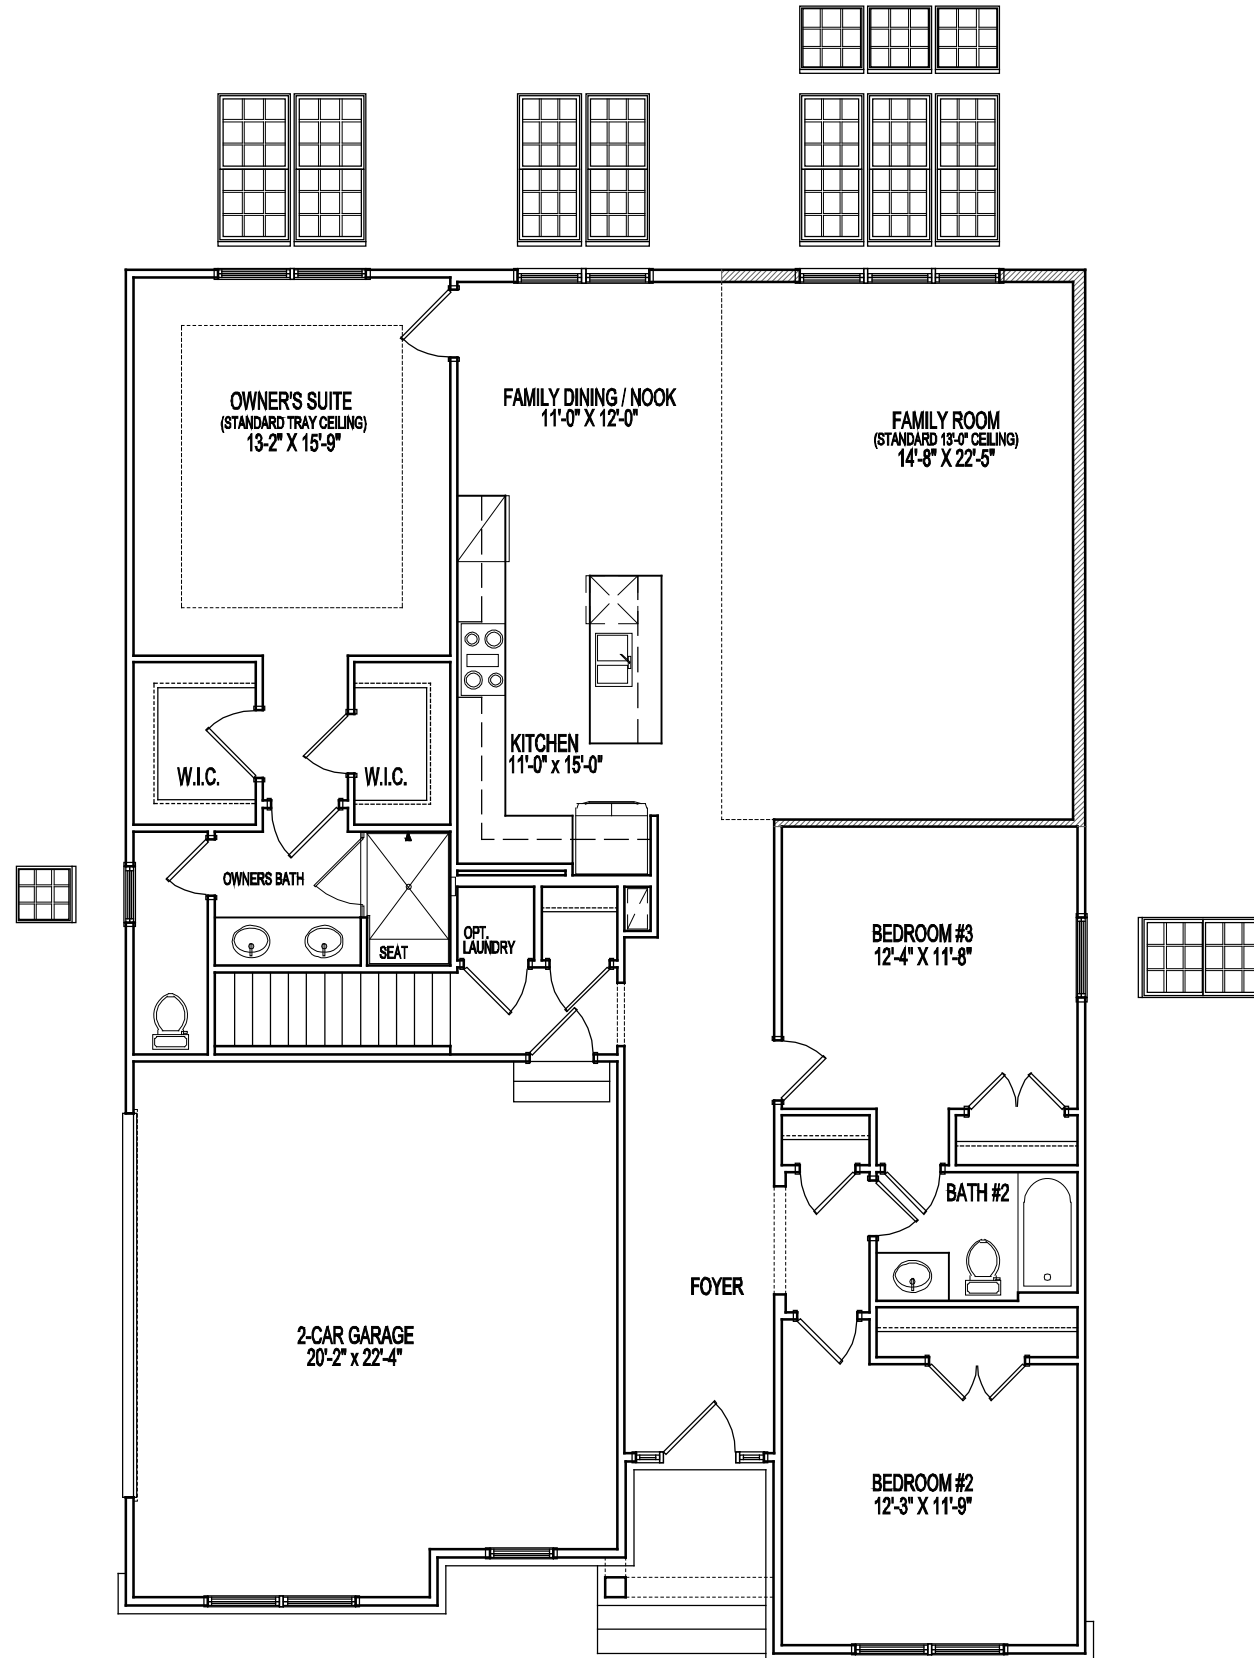 OWNER'S SUITE
(STANDARD TRAY CEILING)
13-2" X 15'-9"
FAMILY DINING / NOOK
11'-0" X 12'-0"
FAMILY ROOM
(STANDARD 13'-0" CEILING)
14'-8" X 22'-5"
KITCHEN
11'-0" x 15'-0"
W.I.C.
W.I.C.
OWNERS BATH
SEAT
OPT.
LAUNDRY
BEDROOM #3
12'-4" X 11'-8"
BATH #2
FOYER
2-CAR GARAGE
20'-2" x 22'-4"
BEDROOM #2
12'-3" X 11'-9"